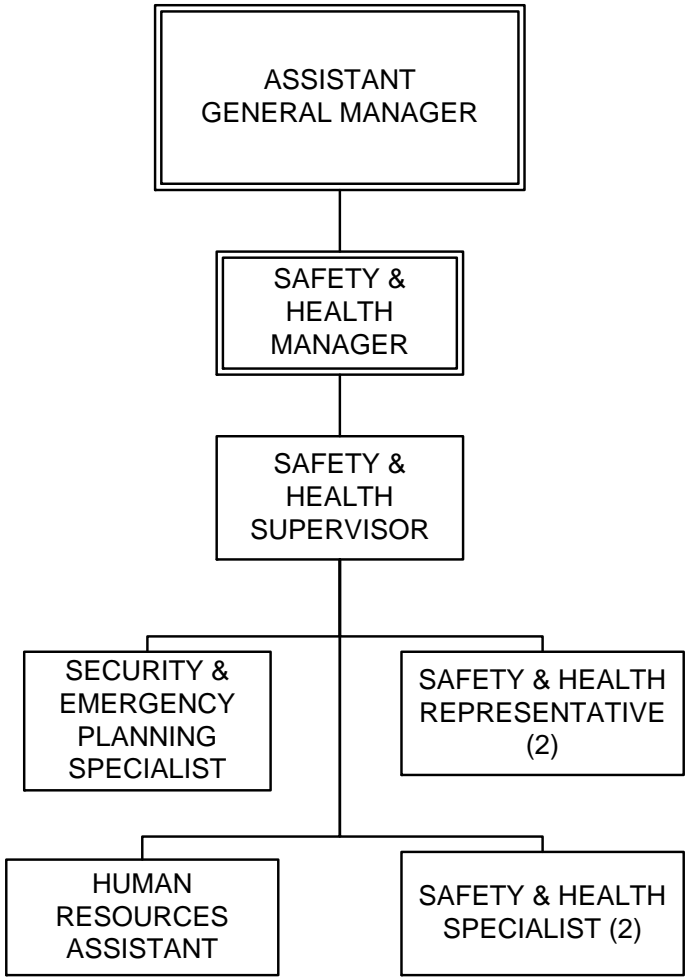 ASSISTANT
GENERAL MANAGER
SAFETY &
HEALTH
MANAGER
SAFETY &
HEALTH
SUPERVISOR
SECURITY &
EMERGENCY
PLANNING
SPECIALIST
SAFETY & HEALTH
REPRESENTATIVE
(2)
HUMAN
RESOURCES
ASSISTANT
SAFETY & HEALTH
SPECIALIST (2)